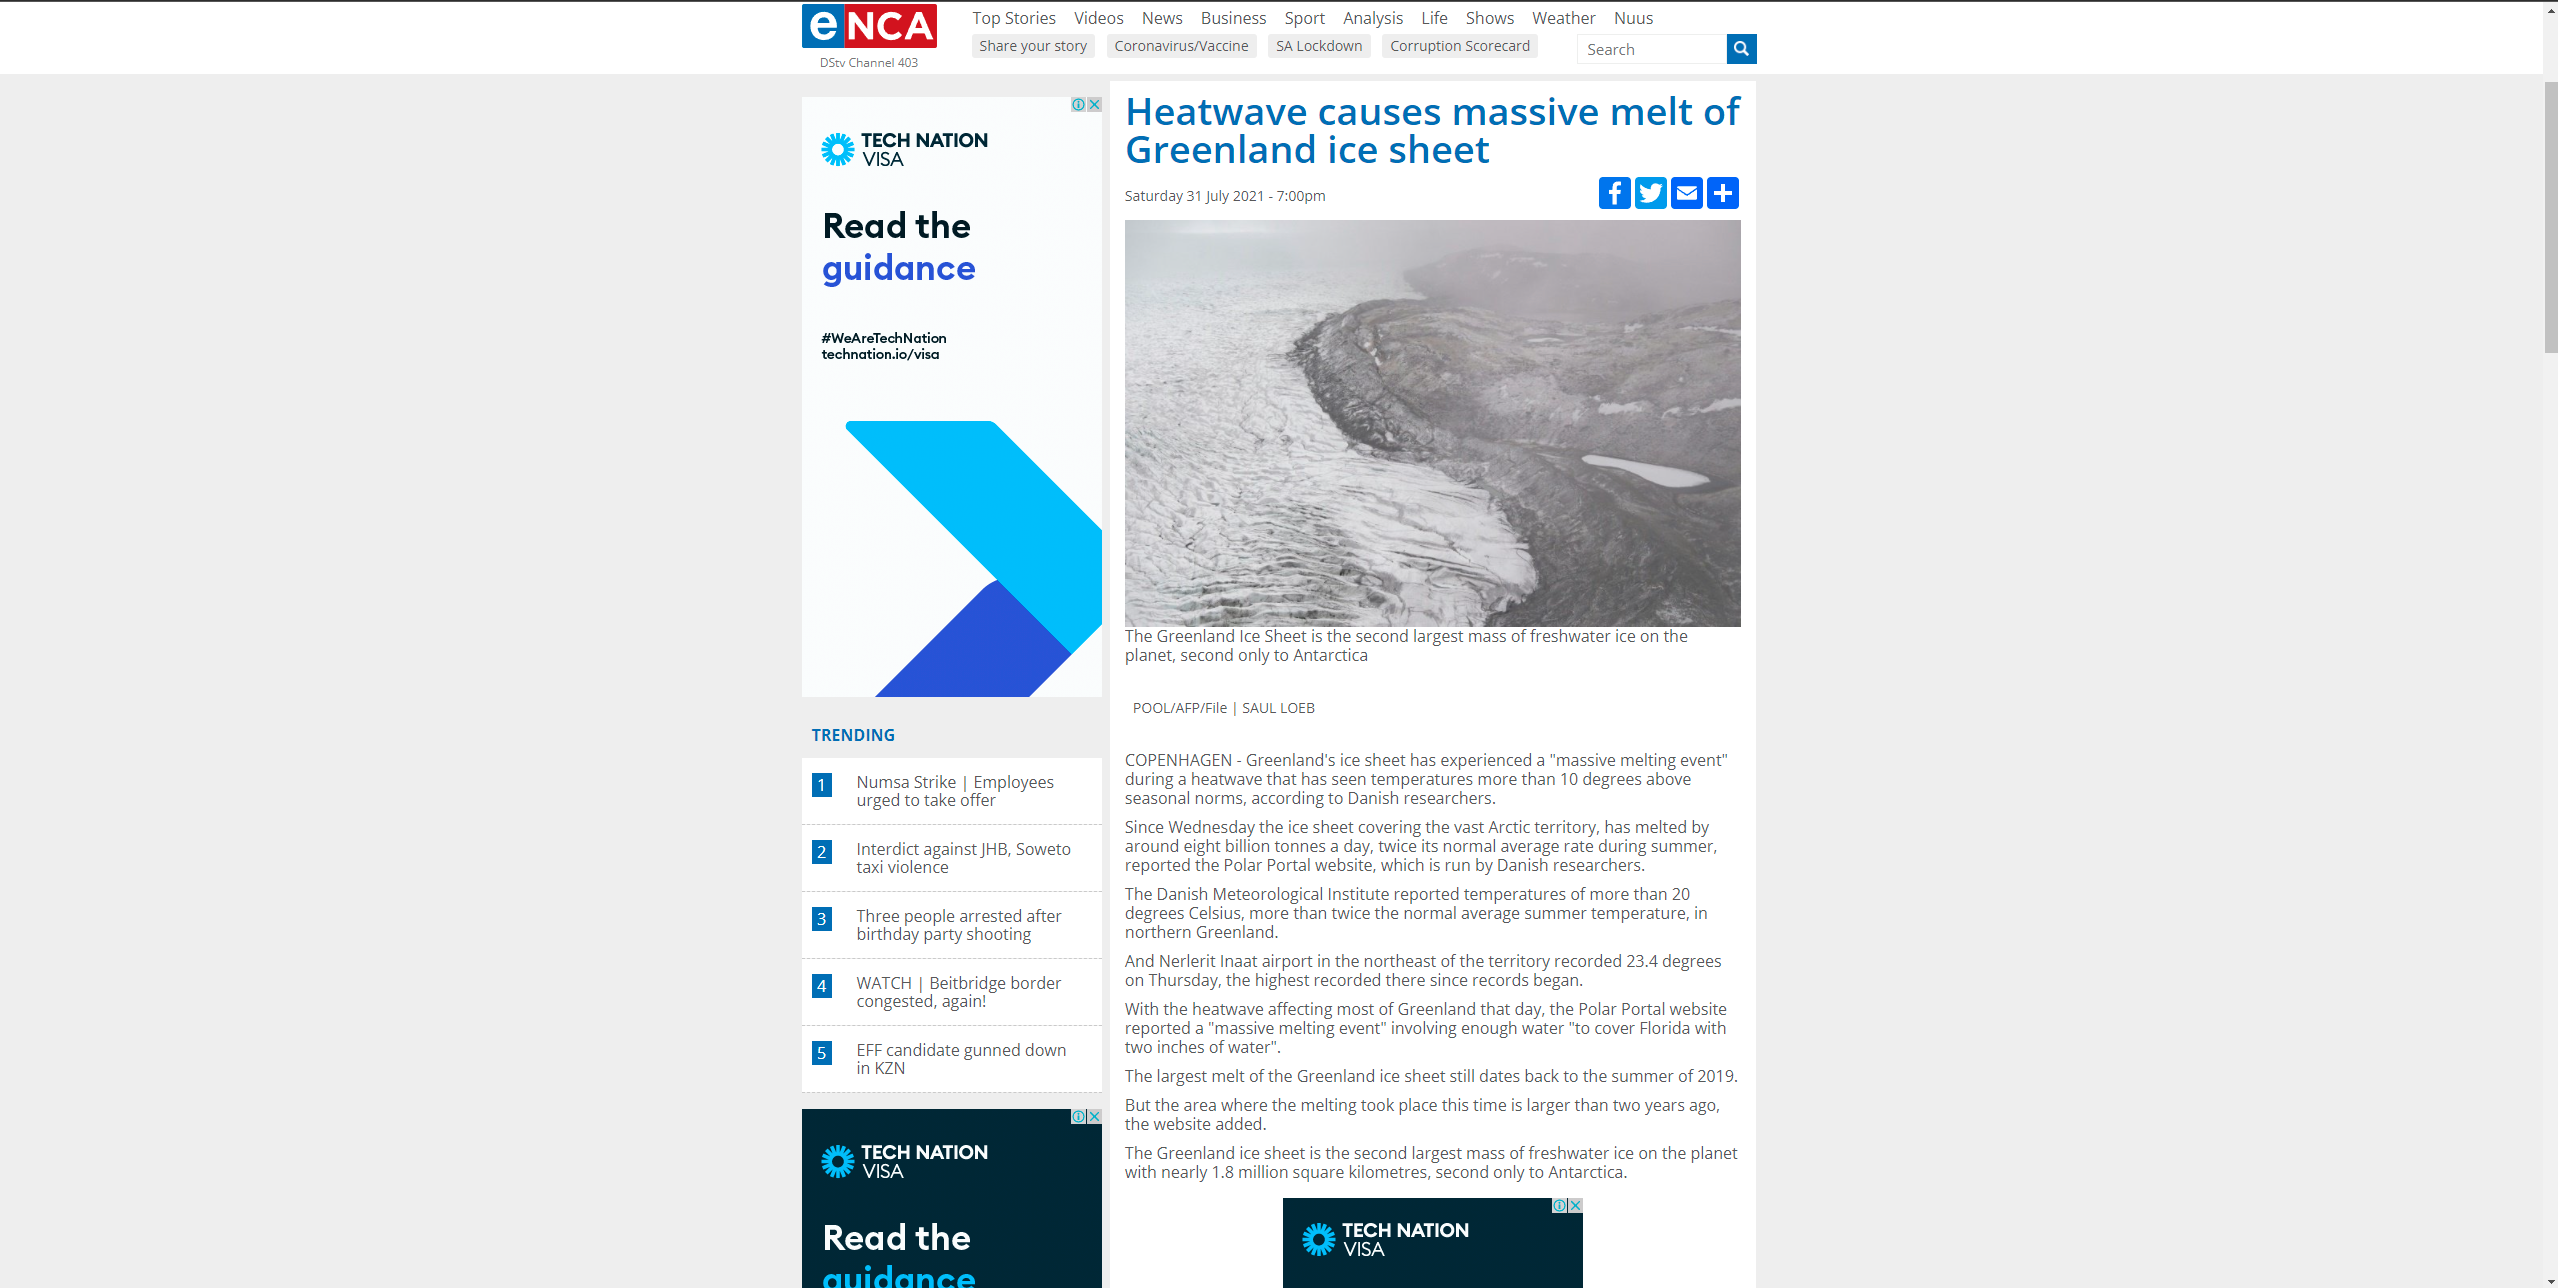 eNCA
DStv Channel 403
Top Stories Videos News Business Sport Analysis Life Shows Weather Nuus
Share your story Coronavirus/Vaccine SA Lockdown Corruption Scorecard
Search
TECH NATION
VISA
Read the
guidance
#WeAreTechNation
technation.io/visa
TRENDING
1 Numsa Strike | Employees
urged to take offer
2 Interdict against JHB, Soweto
taxi violence
3 Three people arrested after
birthday party shooting
4 WATCH | Beitbridge border
congested, again!
5 EFF candidate gunned down
in KZN
TECH NATION
VISA
Read the
guidance
Heatwave causes massive melt of
Greenland ice sheet
Saturday 31 July 2021 - 7:00pm
The Greenland Ice Sheet is the second largest mass of freshwater ice on the
planet, second only to Antarctica
POOL/AFP/File | SAUL LOEB
COPENHAGEN - Greenland's ice sheet has experienced a "massive melting event"
during a heatwave that has seen temperatures more than 10 degrees above
seasonal norms, according to Danish researchers.
Since Wednesday the ice sheet covering the vast Arctic territory, has melted by
around eight billion tonnes a day, twice its normal average rate during summer,
reported the Polar Portal website, which is run by Danish researchers.
The Danish Meteorological Institute reported temperatures of more than 20
degrees Celsius, more than twice the normal average summer temperature, in
northern Greenland.
And Nerlerit Inaat airport in the northeast of the territory recorded 23.4 degrees
on Thursday, the highest recorded there since records began.
With the heatwave affecting most of Greenland that day, the Polar Portal website
reported a "massive melting event" involving enough water "to cover Florida with
two inches of water".
The largest melt of the Greenland ice sheet still dates back to the summer of 2019.
But the area where the melting took place this time is larger than two years ago,
the website added.
The Greenland ice sheet is the second largest mass of freshwater ice on the planet
with nearly 1.8 million square kilometres, second only to Antarctica.
TECH NATION
VISA